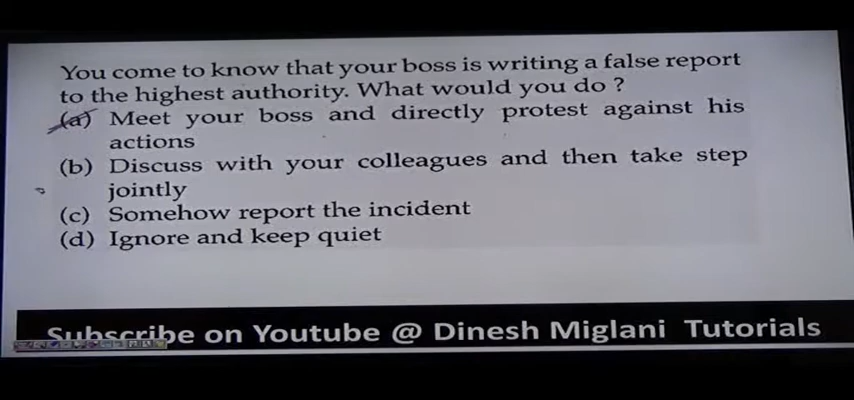 You come to know that your boss is writing a false report
to the highest authority. What would you do ?
(a) Meet your boss and directly protest against his
actions
(b) Discuss with your colleagues and then take step
jointly
(c) Somehow report the incident
(d) Ignore and keep quiet
Subscribe on Youtube @ Dinesh Miglani Tutorials